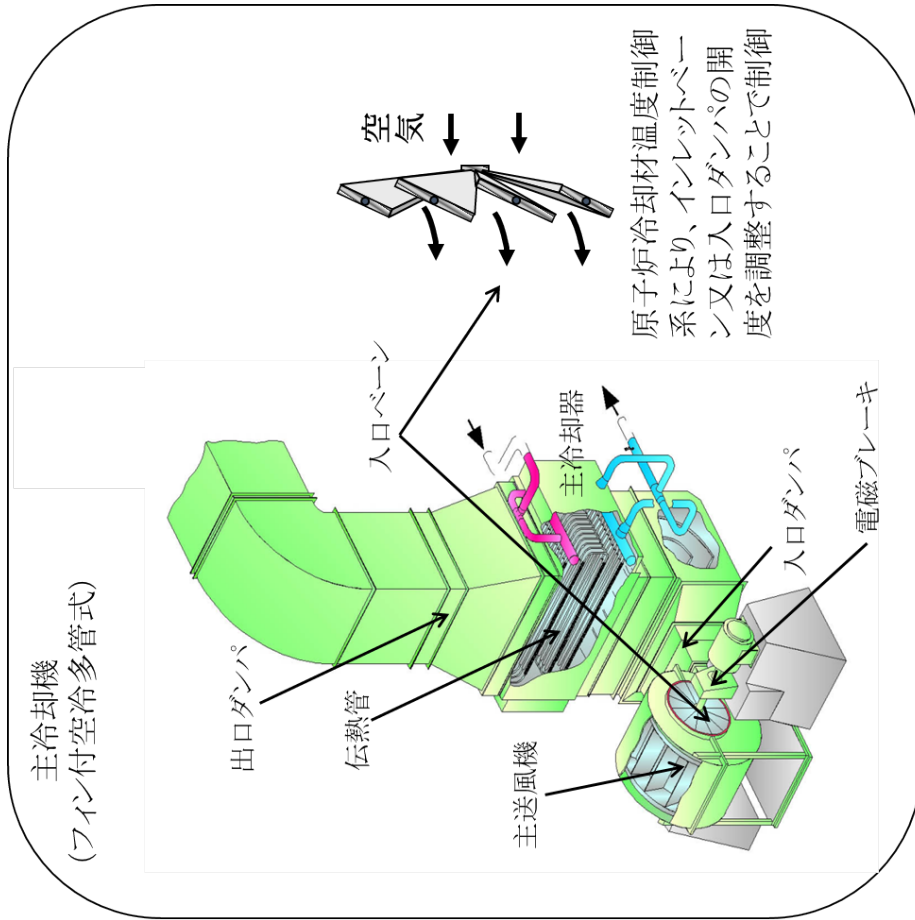 主冷却機
(フィン付空冷多管式)
出口ダンパ
伝熱管
主送風機
入口ベーン
主冷却器
入口ダンパ
電磁ブレーキ
空気
原子炉冷却材温度制御
系により、インレットベー
ン又は入口ダンパの開
度を調整することで制御